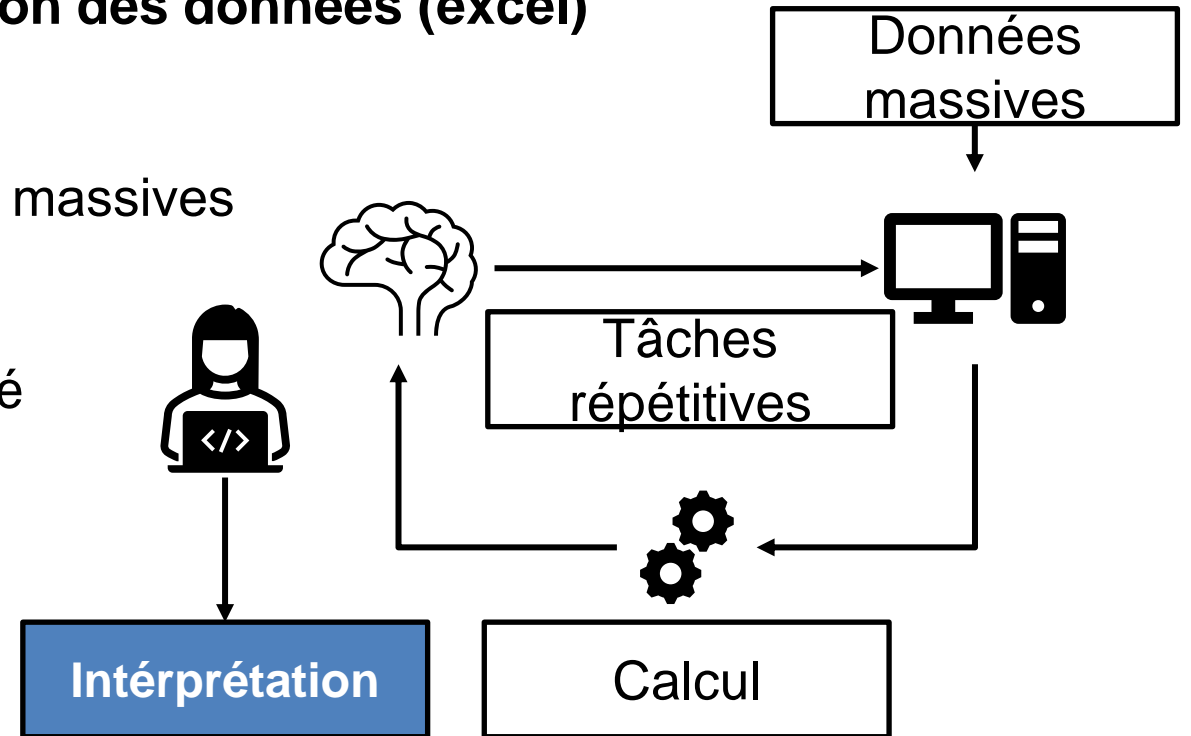 on des données (excel)
Données
massives
massives
Tâches
répétitives
é
</>
Intérprétation
Calcul